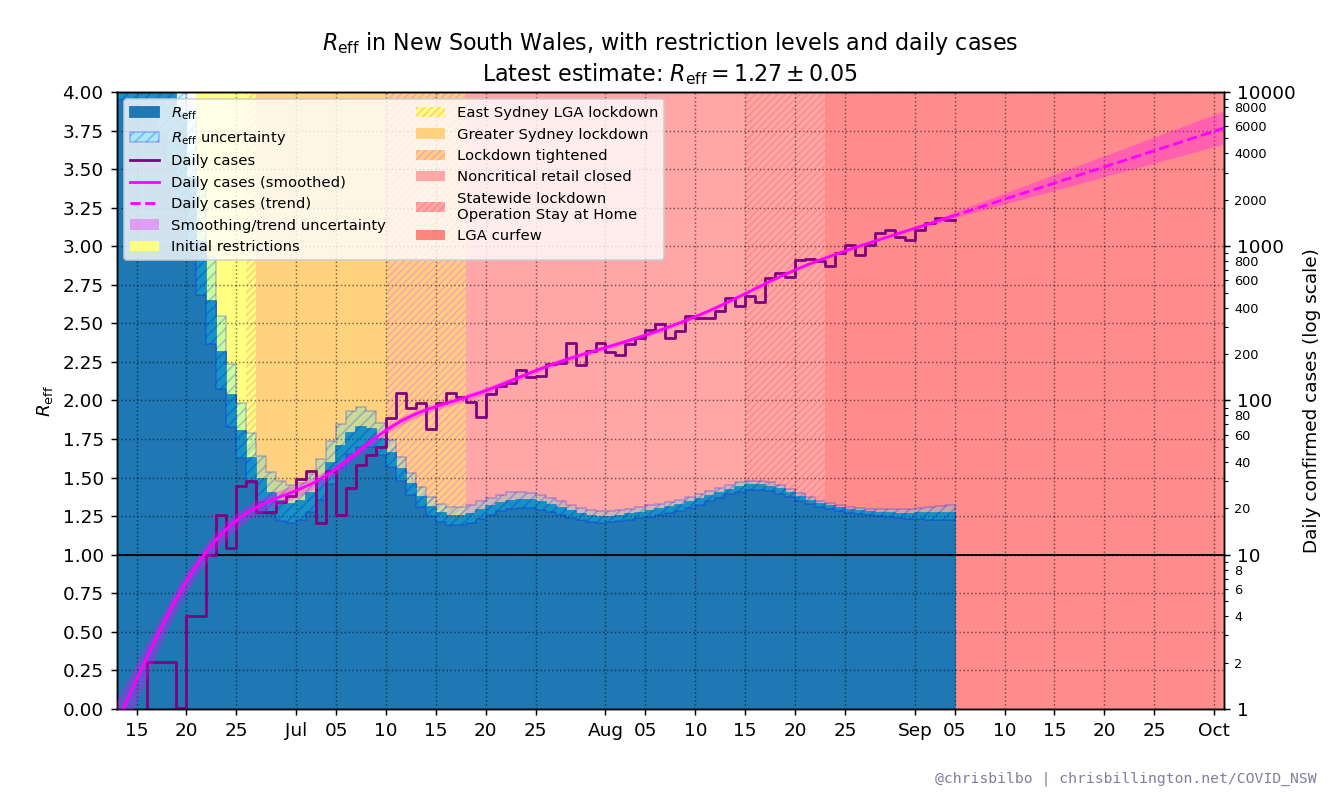 Reff in New South Wales, with restriction levels and daily cases
Latest estimate: Reff = 1.27 ± 0.05
Reff
Reff uncertainty
Daily cases
Daily cases (smoothed)
Daily cases (trend)
Smoothing/trend uncertainty
Initial restrictions
East Sydney LGA lockdown
Greater Sydney lockdown
Lockdown tightened
Noncritical retail closed
Statewide lockdown
Operation Stay at Home
LGA curfew
Reff
4.00
3.75
3.50
3.25
3.00
2.75
2.50
2.25
2.00
1.75
1.50
1.25
1.00
0.75
0.50
0.25
0.00
15
20
25
Jul
05
10
15
20
25
Aug
05
10
15
20
25
Sep
05
10
15
20
25
Oct
10000
8000
6000
4000
2000
1000
800
600
400
200
100
80
60
40
20
10
8
6
4
2
1
Daily confirmed cases (log scale)
@chrisbilbo | chrisbillington.net/COVID_NSW